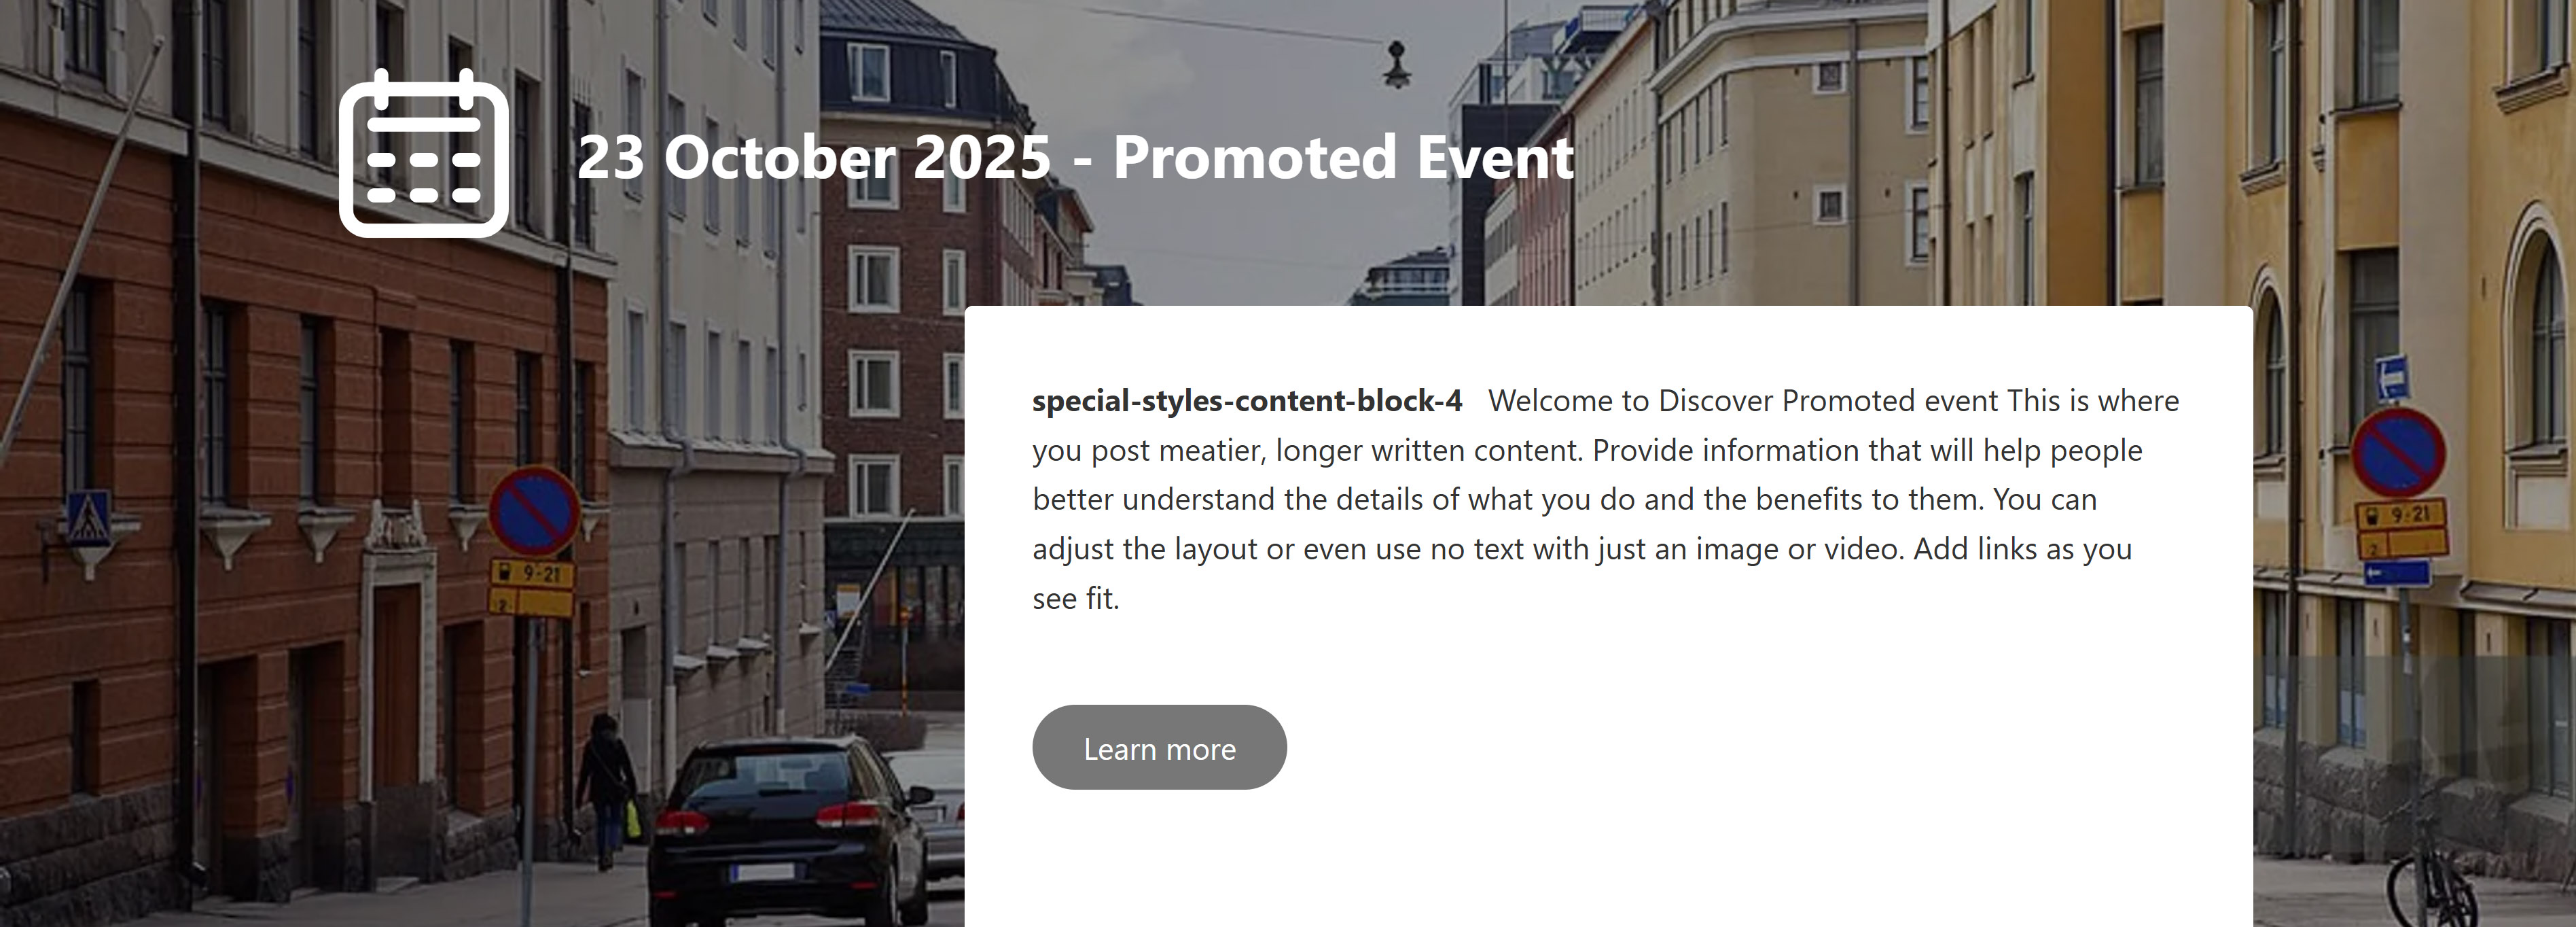 23 October 2025 - Promoted Event
special-styles-content-block-4 Welcome to Discover Promoted event This is where
you post meatier, longer written content. Provide information that will help people
better understand the details of what you do and the benefits to them. You can
adjust the layout or even use no text with just an image or video. Add links as you
see fit.
Learn more
9-21
2
9-21
2